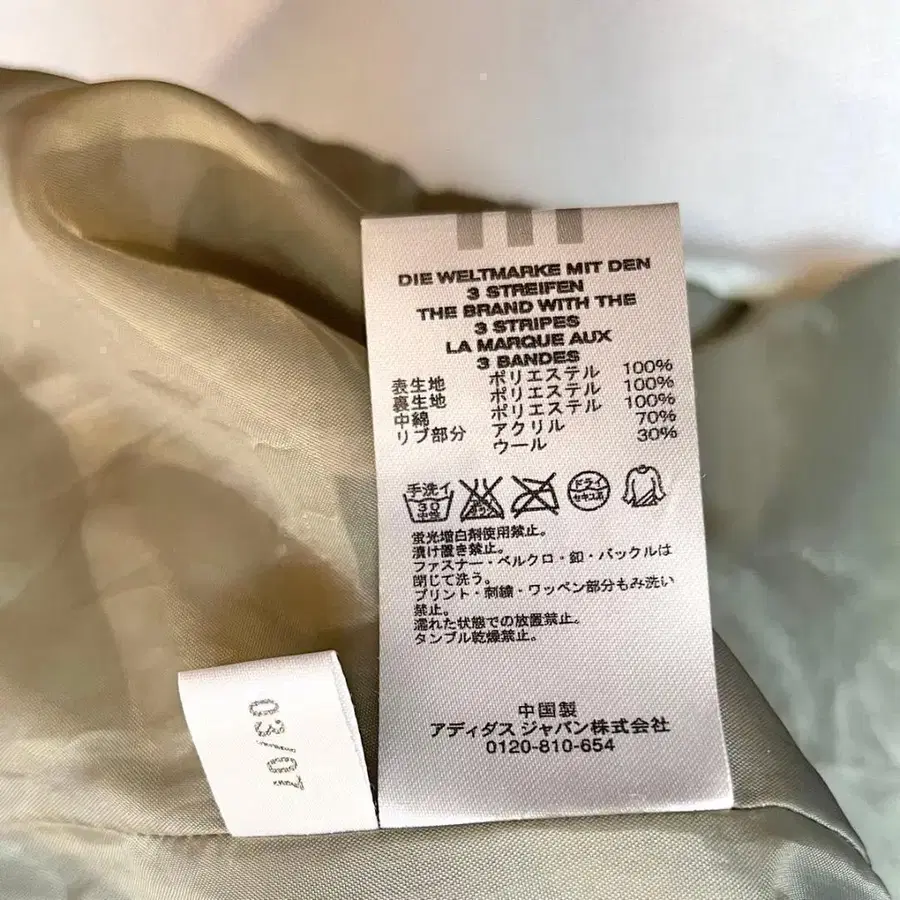 DIE WELTMARKE MIT DEN
3 STREIFEN
THE BRAND WITH THE
3 STRIPES
LA MARQUE AUX
3 BANDES
表生地 ポリエステル 100%
裏生地 ポリエステル 100%
中綿 ポリエステル 100%
リブ部分 アクリル 70%
ウール 30%
手洗イ
30
中性
ドライ
セキユ系
蛍光増白剤使用禁止。
漬け置き禁止。
ファスナー・ベルクロ・釦・バックルは
閉じて洗う。
プリント・刺繍・ワッペン部分もみ洗い
禁止。
濡れた状態での放置禁止。
タンブル乾燥禁止。
中国製
アディダス ジャパン株式会社
0120-810-654
03/07